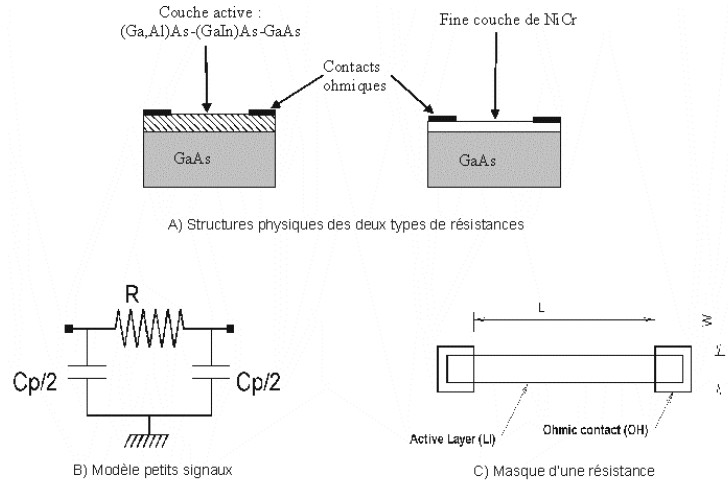 Couche active :
(Ga,Al)As-(GaIn)As-GaAs
Fine couche de NiCr
Contacts
ohmiques
GaAs
GaAs
A) Structures physiques des deux types de résistances
R
Cp/2
Cp/2
B) Modèle petits signaux
L
W
Active Layer (LI)
Ohmic contact (OH)
C) Masque d'une résistance